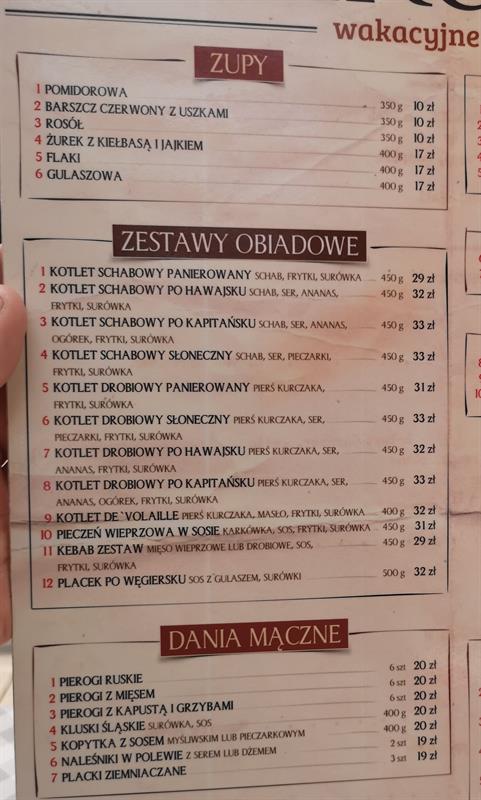 wakacyjne
ZUPY
1 POMIDOROWA 350 g 10 zł
2 BARSZCZ CZERWONY Z USZKAMI 350 g 10 zł
3 ROSÓŁ 350 g 10 zł
4 ŻUREK Z KIEŁBASĄ I JAJKIEM 400 g 17 zł
5 FLAKI 400 g 17 zł
6 GULASZOWA 400 g 17 zł
ZESTAWY OBIADOWE
1 KOTLET SCHABOWY PANIEROWANY SCHAB, FRYTKI, SURÓWKA 450 g 29 zł
2 KOTLET SCHABOWY PO HAWAJSKU SCHAB, SER, ANANAS, 450 g 32 zł
FRYTKI, SURÓWKA
3 KOTLET SCHABOWY PO KAPITAŃSKU SCHAB, SER, ANANAS, 450 g 33 zł
OGÓREK, FRYTKI, SURÓWKA
4 KOTLET SCHABOWY SŁONECZNY SCHAB, SER, PIECZARKI, 450 g 33 zł
FRYTKI, SURÓWKA
5 KOTLET DROBIOWY PANIEROWANY PIERŚ KURCZAKA, 450 g 31 zł
FRYTKI, SURÓWKA
6 KOTLET DROBIOWY SŁONECZNY PIERŚ KURCZAKA, SER, 450 g 33 zł
PIECZARKI, FRYTKI, SURÓWKA
7 KOTLET DROBIOWY PO HAWAJSKU PIERŚ KURCZAKA, SER, 450 g 32 zł
ANANAS, FRYTKI, SURÓWKA
8 KOTLET DROBIOWY PO KAPITAŃSKU PIERŚ KURCZAKA, SER, 450 g 33 zł
ANANAS, OGÓREK, FRYTKI, SURÓWKA
9 KOTLET DE`VOLAILLE PIERŚ KURCZAKA, MASŁO, FRYTKI, SURÓWKA 400 g 32 zł
10 PIECZEŃ WIEPRZOWA W SOSIE KARKÓWKA, SOS, FRYTKI, SURÓWKA 450 g 31 zł
11 KEBAB ZESTAW MIĘSO WIEPRZOWE LUB DROBIOWE, SOS, 450 g 29 zł
FRYTKI, SURÓWKA
12 PLACEK PO WĘGIERSKU SOS Z GULASZEM, SURÓWKI 500 g 32 zł
DANIA MĄCZNE
1 PIEROGI RUSKIE 6 szt 20 zł
2 PIEROGI Z MIĘSEM 6 szt 20 zł
3 PIEROGI Z KAPUSTĄ I GRZYBAMI 6 szt 20 zł
4 KLUSKI ŚLĄSKIE SURÓWKA, SOS 400 g 20 zł
5 KOPYTKA Z SOSEM MYŚLIWSKIM LUB PIECZARKOWYM 400 g 20 zł
6 NALEŚNIKI W POLEWIE Z SEREM LUB DŻEMEM 2 szt 19 zł
7 PLACKI ZIEMNIACZANE 3 szt 19 zł